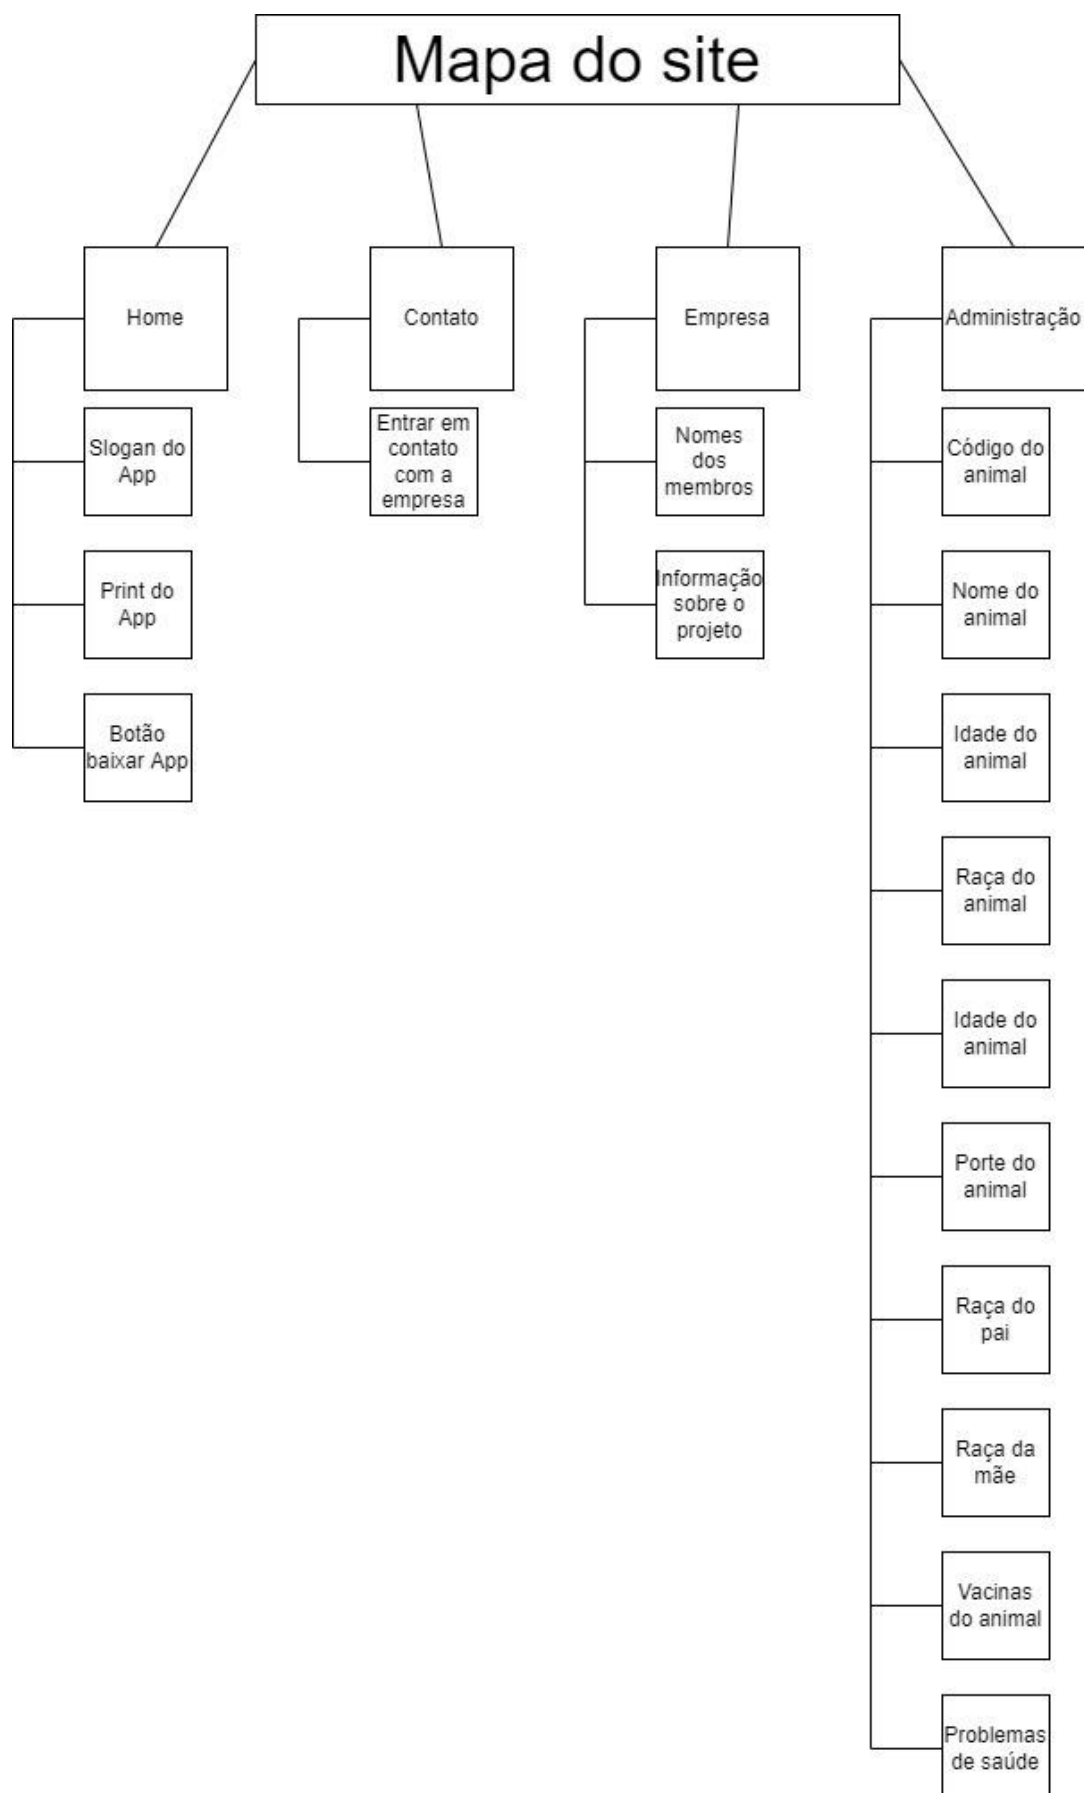 Mapa do site
Home
Slogan do
App
Print do
App
Botão
baixar App
Contato
Entrar em
contato
com a
empresa
Empresa
Nomes
dos
membros
Informação
sobre o
projeto
Administração
Código do
animal
Nome do
animal
Idade do
animal
Raça do
animal
Idade do
animal
Porte do
animal
Raça do
pai
Raça da
mãe
Vacinas
do animal
Problemas
de saúde